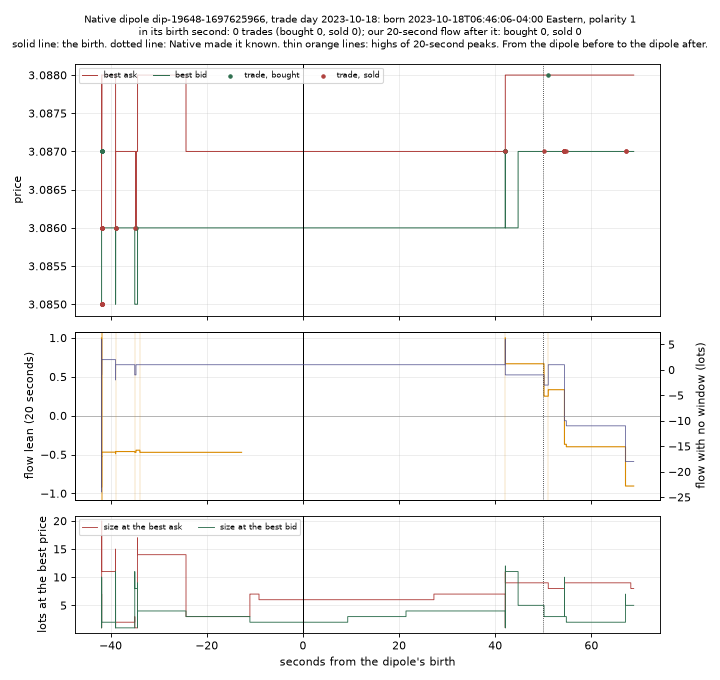 Native dipole dip-19648-1697625966, trade day 2023-10-18: born 2023-10-18T06:46:06-04:00 Eastern, polarity 1
in its birth second: 0 trades (bought 0, sold 0); our 20-second flow after it: bought 0, sold 0
solid line: the birth. dotted line: Native made it known. thin orange lines: highs of 20-second peaks. From the dipole before to the dipole after.
best ask best bid trade, bought trade, sold
3.0880
3.0875
3.0870
3.0865
3.0860
3.0855
3.0850
price
1.0
0.5
0.0
−0.5
−1.0
flow lean (20 seconds)
5
0
−5
−10
−15
−20
−25
flow with no window (lots)
size at the best ask size at the best bid
20
15
10
5
lots at the best price
−40 −20 0 20 40 60
seconds from the dipole's birth